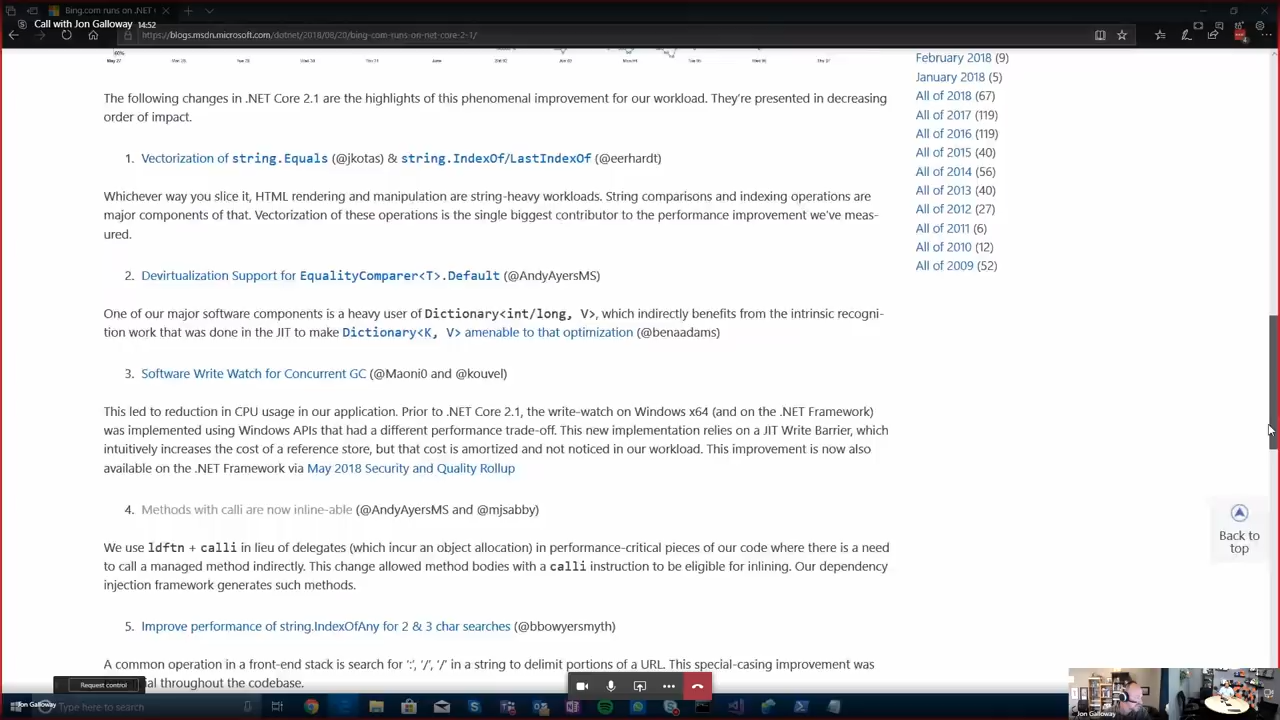 Bing.com runs on .NET
Call with Jon Galloway 14:52
https://blogs.msdn.microsoft.com/dotnet/2018/08/20/bing-com-runs-on-net-core-2-1/
The following changes in .NET Core 2.1 are the highlights of this phenomenal improvement for our workload. They're presented in decreasing
order of impact.
1. Vectorization of string.Equals (@jkotas) & string.IndexOf/LastIndexOf (@eerhardt)
Whichever way you slice it, HTML rendering and manipulation are string-heavy workloads. String comparisons and indexing operations are
major components of that. Vectorization of these operations is the single biggest contributor to the performance improvement we've meas-
ured.
2. Devirtualization Support for EqualityComparer<T>.Default (@AndyAyersMS)
One of our major software components is a heavy user of Dictionary<int/long, V>, which indirectly benefits from the intrinsic recogni-
tion work that was done in the JIT to make Dictionary<K, V> amenable to that optimization (@benaadams)
3. Software Write Watch for Concurrent GC (@Maoni0 and @kouvel)
This led to reduction in CPU usage in our application. Prior to .NET Core 2.1, the write-watch on Windows x64 (and on the .NET Framework)
was implemented using Windows APIs that had a different performance trade-off. This new implementation relies on a JIT Write Barrier, which
intuitively increases the cost of a reference store, but that cost is amortized and not noticed in our workload. This improvement is now also
available on the .NET Framework via May 2018 Security and Quality Rollup
4. Methods with calli are now inline-able (@AndyAyersMS and @mjsabby)
We use ldftn + calli in lieu of delegates (which incur an object allocation) in performance-critical pieces of our code where there is a need
to call a managed method indirectly. This change allowed method bodies with a calli instruction to be eligible for inlining. Our dependency
injection framework generates such methods.
5. Improve performance of string.IndexOfAny for 2 & 3 char searches (@bbowyersmyth)
A common operation in a front-end stack is search for ':', '/', '/' in a string to delimit portions of a URL. This special-casing improvement was
throughout the codebase.
February 2018 (9)
January 2018 (5)
All of 2018 (67)
All of 2017 (119)
All of 2016 (119)
All of 2015 (40)
All of 2014 (56)
All of 2013 (40)
All of 2012 (27)
All of 2011 (6)
All of 2010 (12)
All of 2009 (52)
Back to
top
Request control
Jon Galloway
Type here to search
Jon Galloway